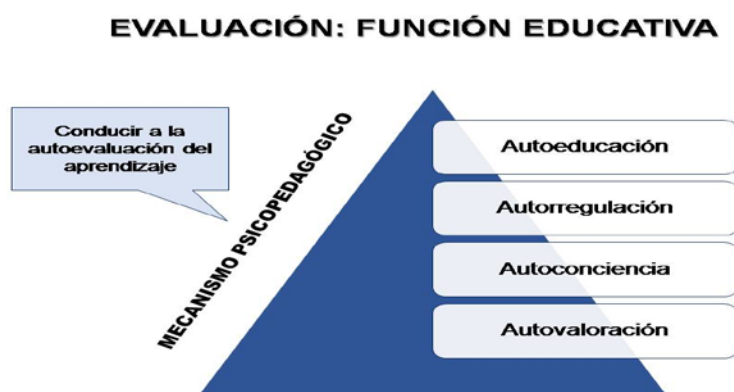 EVALUACIÓN: FUNCIÓN EDUCATIVA
Conducir a la
autoevaluación del
aprendizaje
MECANISMO PSICOPEDAGÓGICO
Autoeducación
Autorregulación
Autoconciencia
Autovaloración